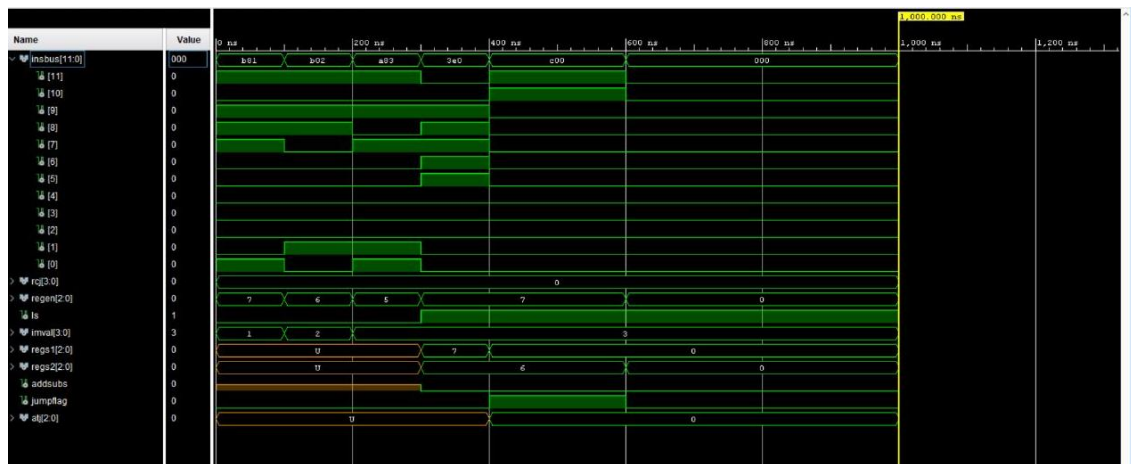 1,000.000 ns
Name Value 0 ns 200 ns 400 ns 600 ns 800 ns 1,000 ns 1,200 ns
insbus[11:0] 000 b81 b02 a83 3e0 c00 000
[11] 0
[10] 0
[9] 0
[8] 0
[7] 0
[6] 0
[5] 0
[4] 0
[3] 0
[2] 0
[1] 0
[0] 0
rcj[3:0] 0 0
regen[2:0] 0 7 6 5 7 0
ls 1
imval[3:0] 3 1 2 3
regs1[2:0] 0 U 7 0
regs2[2:0] 0 U 6 0
addsubs 0
jumpflag 0
atj[2:0] 0 U 0